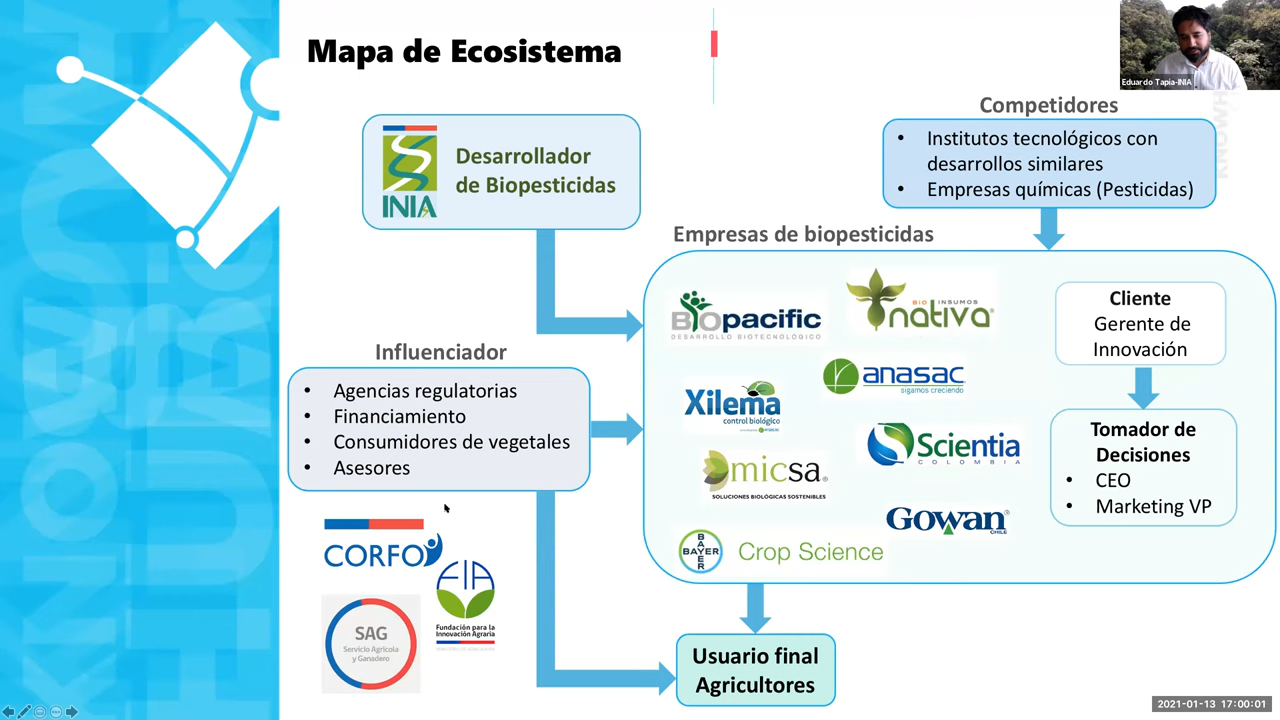 Mapa de Ecosistema
Eduardo Tapia-INIA
Competidores
• Institutos tecnológicos con
desarrollos similares
• Empresas químicas (Pesticidas)
INIA
Desarrollador
de Biopesticidas
Empresas de biopesticidas
Biopacific
DESARROLLO BIOTECNOLÓGICO
BIO INSUMOS
nativa
anasac
sigamos creciendo
Xilema
control biológico
Scientia
COLOMBIA
micsa
SOLUCIONES BIOLÓGICAS SOSTENIBLES
GOWAN
CHILE
BAYER
BAYER
Crop Science
Cliente
Gerente de
Innovación
Tomador de
Decisiones
• CEO
• Marketing VP
Influenciador
• Agencias regulatorias
• Financiamiento
• Consumidores de vegetales
• Asesores
CORFO
FIA
Fundación para la
Innovación Agraria
SAG
Servicio Agrícola
y Ganadero
Usuario final
Agricultores
2021-01-13 17:00:01